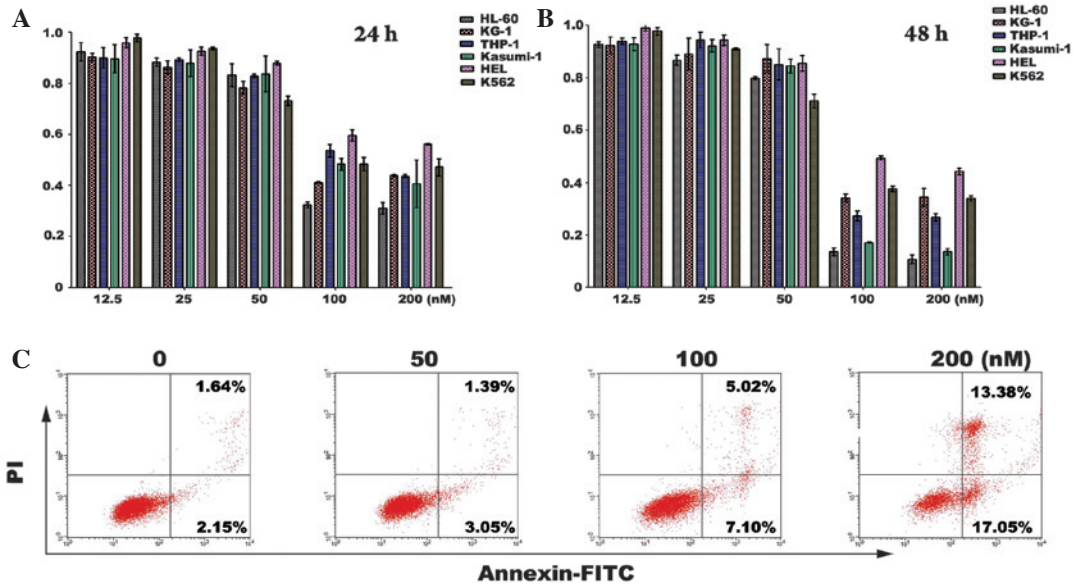 A
24 h
HL-60
KG-1
THP-1
Kasumi-1
HEL
K562
1.0
0.8
0.6
0.4
0.2
0
12.5 25 50 100 200 (nM)
B
48 h
HL-60
KG-1
THP-1
Kasumi-1
HEL
K562
1.0
0.8
0.6
0.4
0.2
0
12.5 25 50 100 200 (nM)
C
0 50 100 200 (nM)
1.64% 1.39% 5.02% 13.38%
PI
2.15% 3.05% 7.10% 17.05%
Annexin-FITC